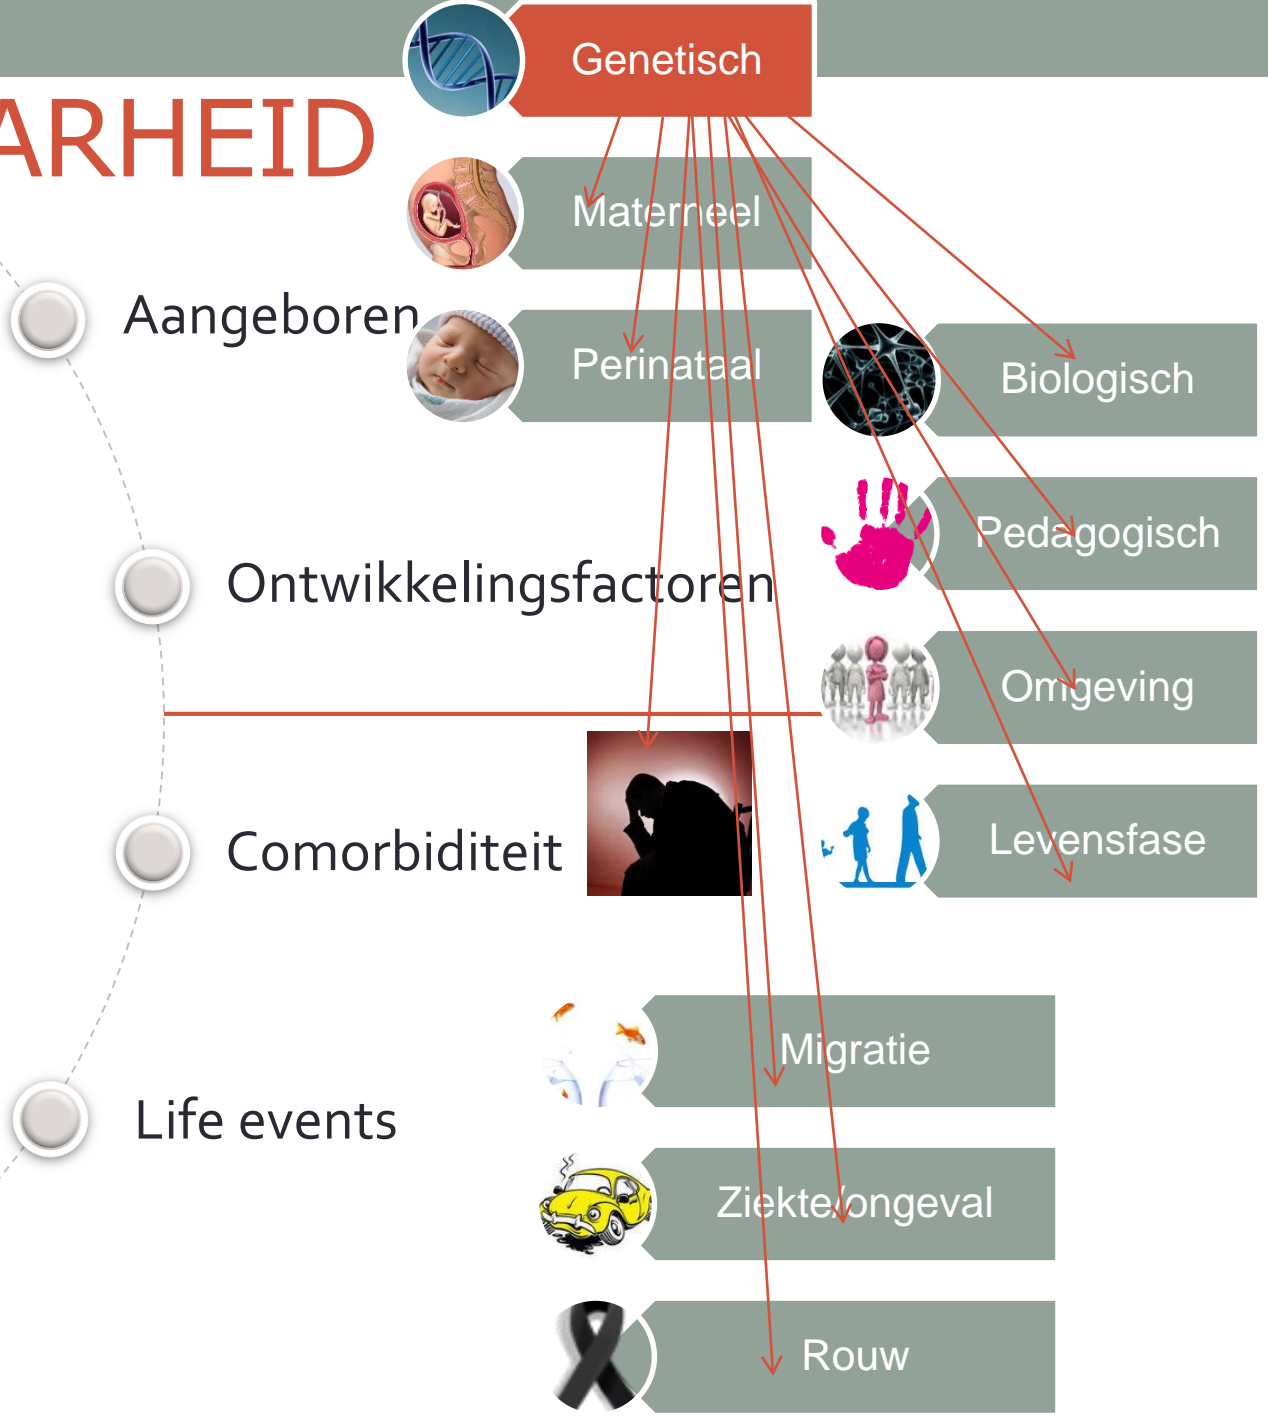 Genetisch
ARHEID
Materneel
Aangeboren
Perinataal
Biologisch
Pedagogisch
Ontwikkelingsfactoren
Omgeving
Comorbiditeit
Levensfase
Migratie
Life events
Ziekte/ongeval
Rouw